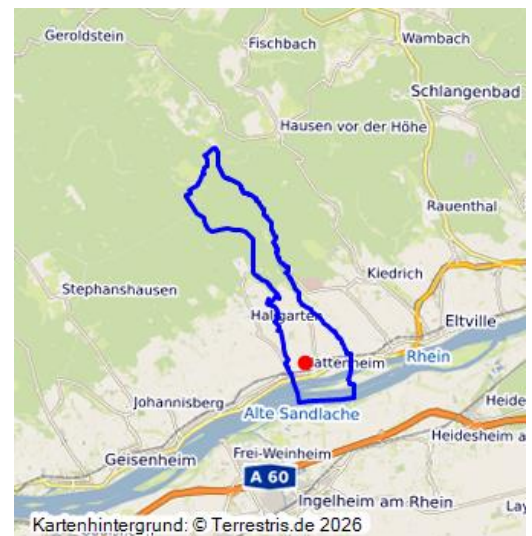 Geroldstein
Wambach
Fischbach
Schlangenbad
Hausen vor der Höhe
Rauenthal
Kiedrich
Stephanshausen
Eltville
Rhein
Johannisberg
Alte Sandlache
Heidesheim a
Frei-Weinheim
Geisenheim
A 60
Ingelheim am Rhein
Kartenhintergrund: © Terrestris.de 2026